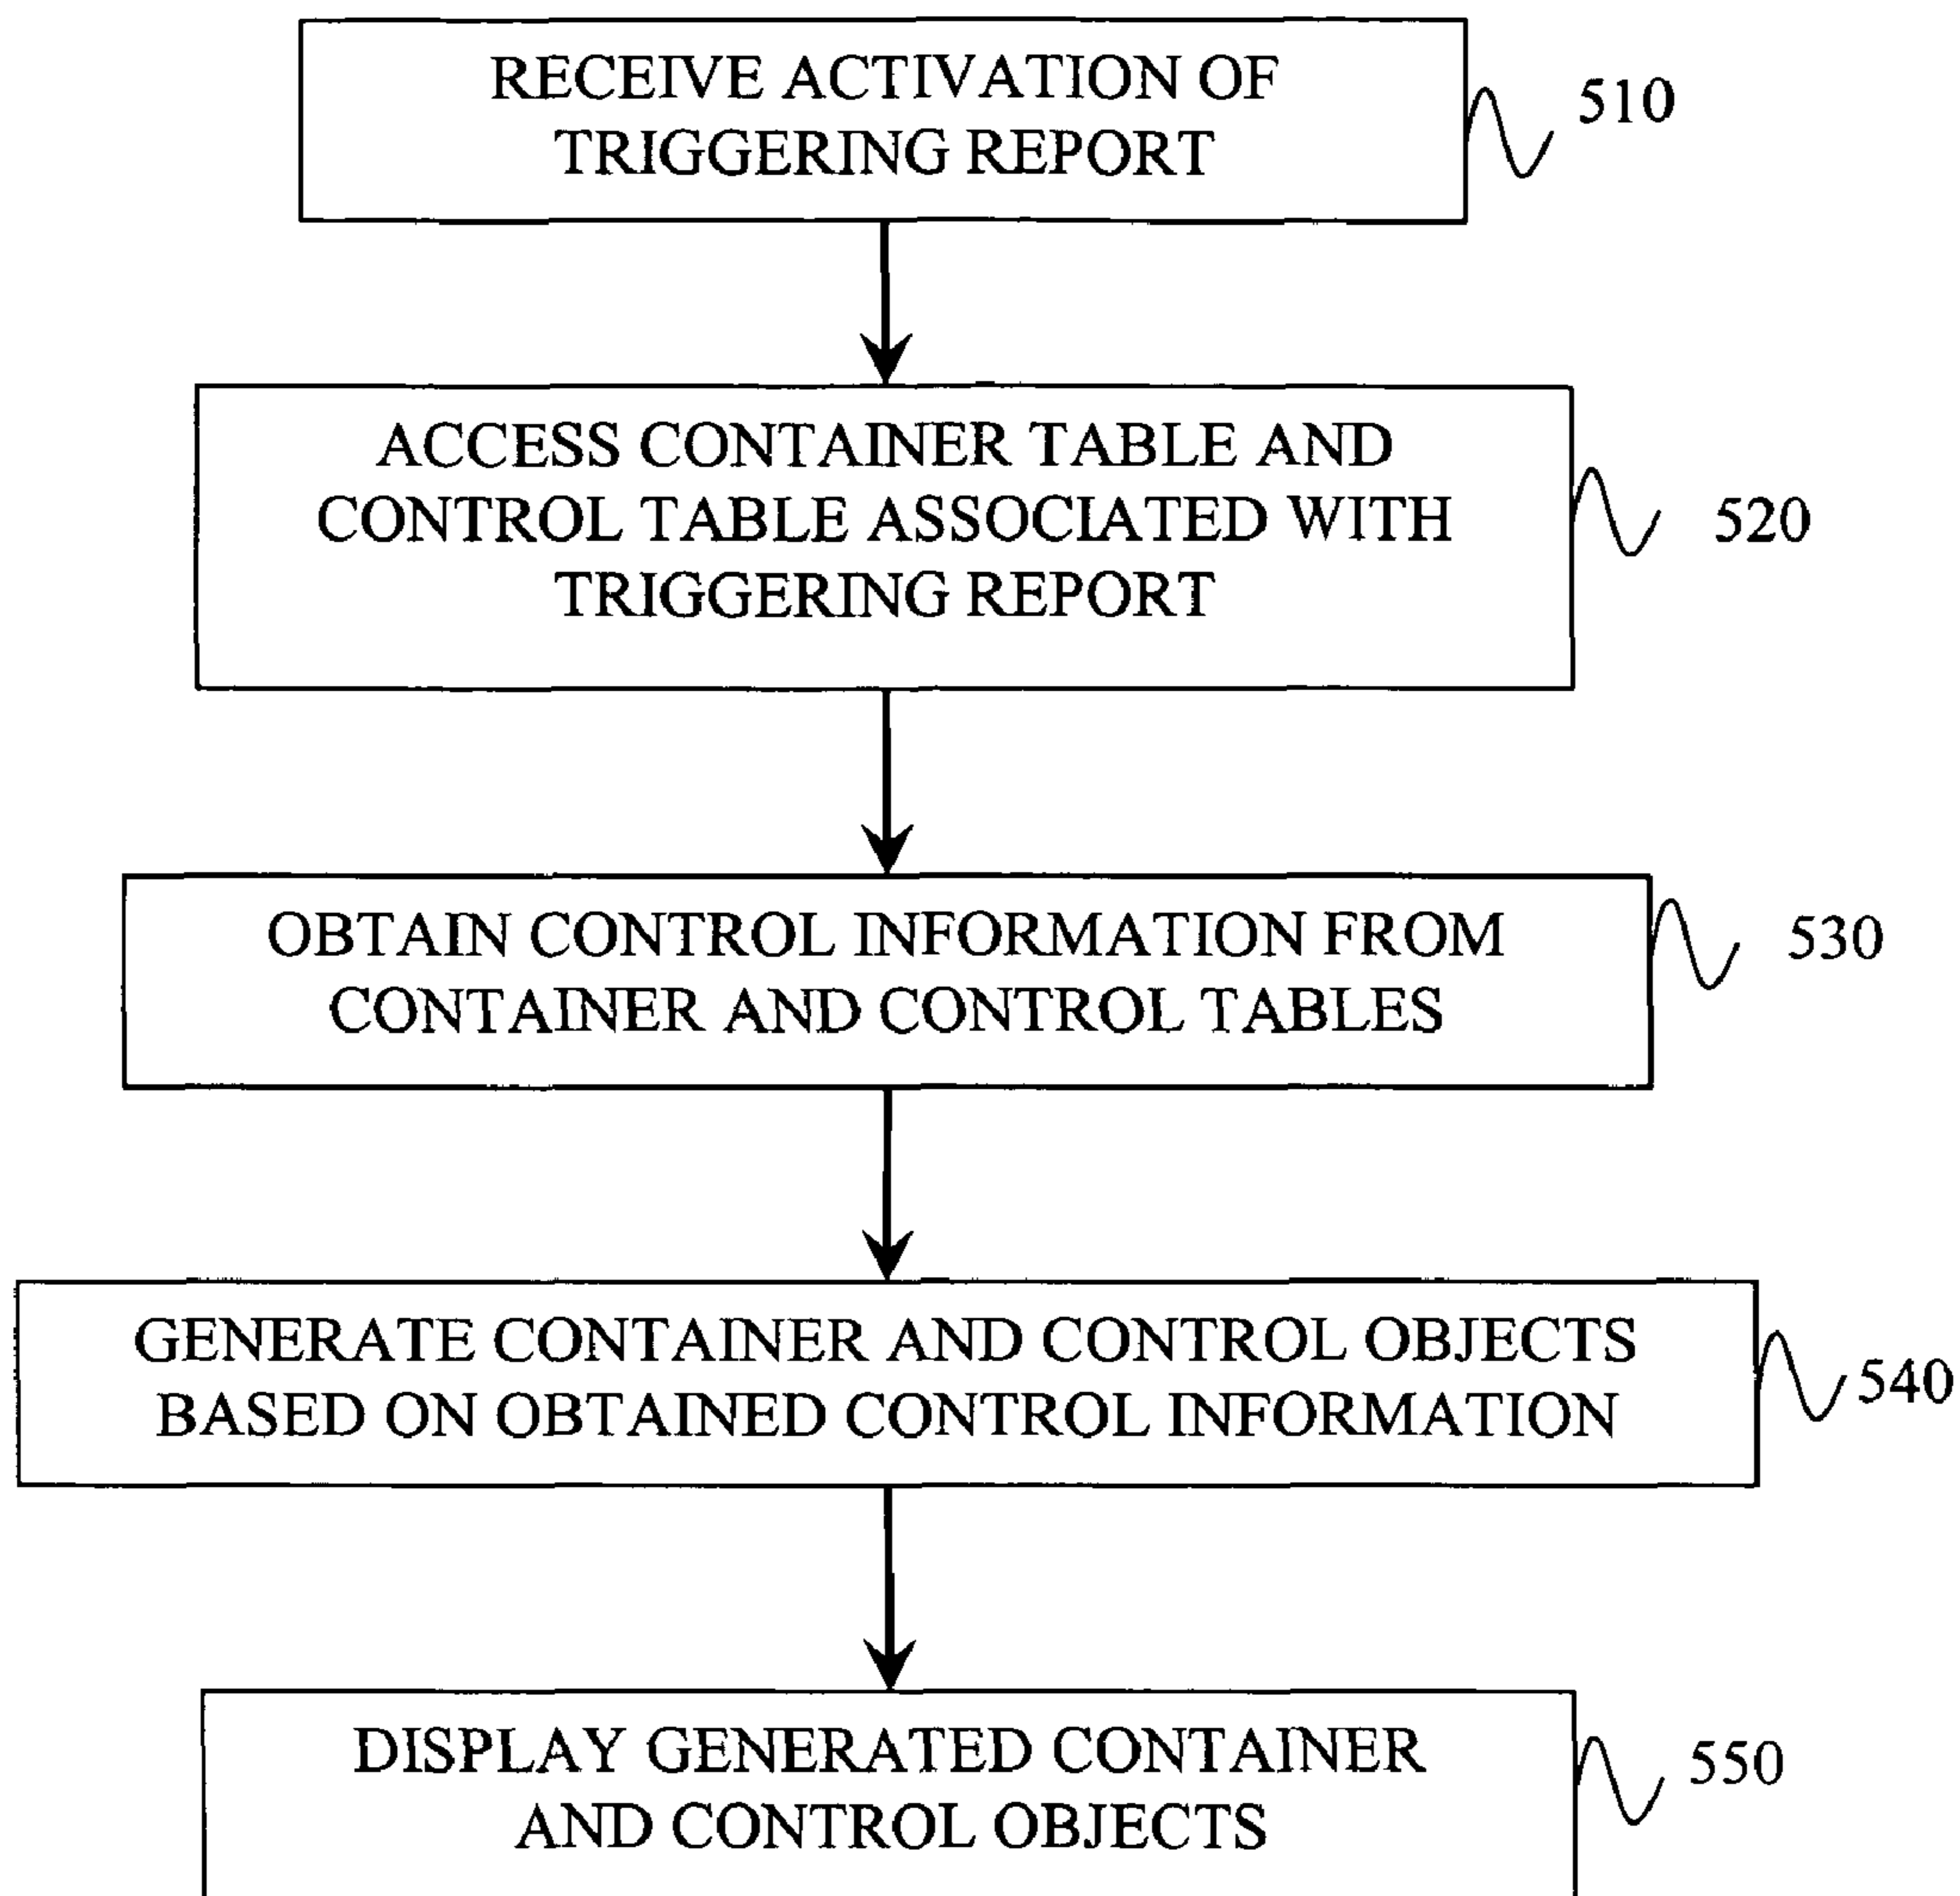 RECEIVE ACTIVATION OF
TRIGGERING REPORT
510
ACCESS CONTAINER TABLE AND
CONTROL TABLE ASSOCIATED WITH
TRIGGERING REPORT
520
OBTAIN CONTROL INFORMATION FROM
CONTAINER AND CONTROL TABLES
530
GENERATE CONTAINER AND CONTROL OBJECTS
BASED ON OBTAINED CONTROL INFORMATION
540
DISPLAY GENERATED CONTAINER
AND CONTROL OBJECTS
550